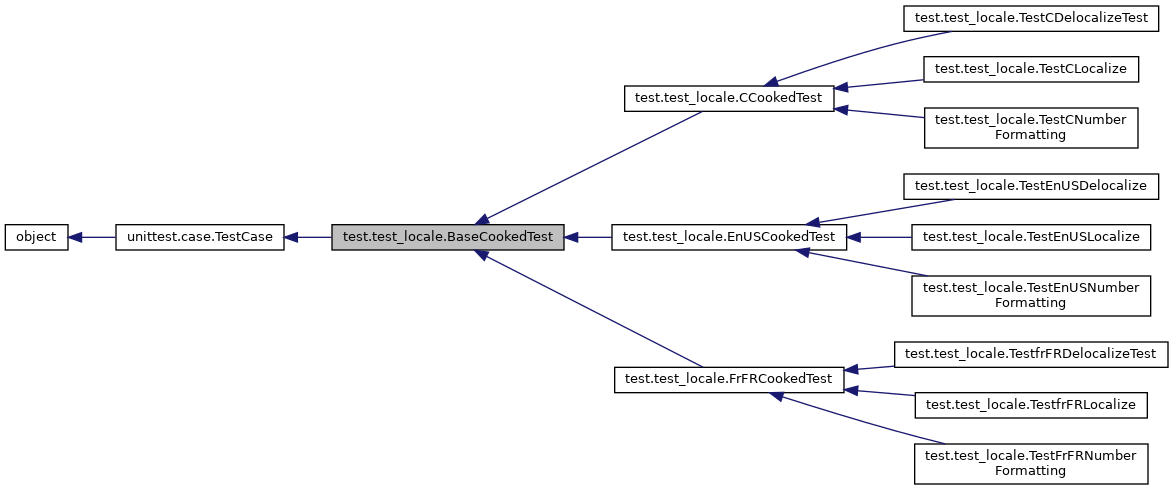 object
unittest.case.TestCase
test.test_locale.BaseCookedTest
test.test_locale.CCookedTest
test.test_locale.TestCDelocalizeTest
test.test_locale.TestCLocalize
test.test_locale.TestCNumber
Formatting
test.test_locale.EnUSCookedTest
test.test_locale.TestEnUSDelocalize
test.test_locale.TestEnUSLocalize
test.test_locale.TestEnUSNumber
Formatting
test.test_locale.FrFRCookedTest
test.test_locale.TestfrFRDelocalizeTest
test.test_locale.TestfrFRLocalize
test.test_locale.TestFrFRNumber
Formatting